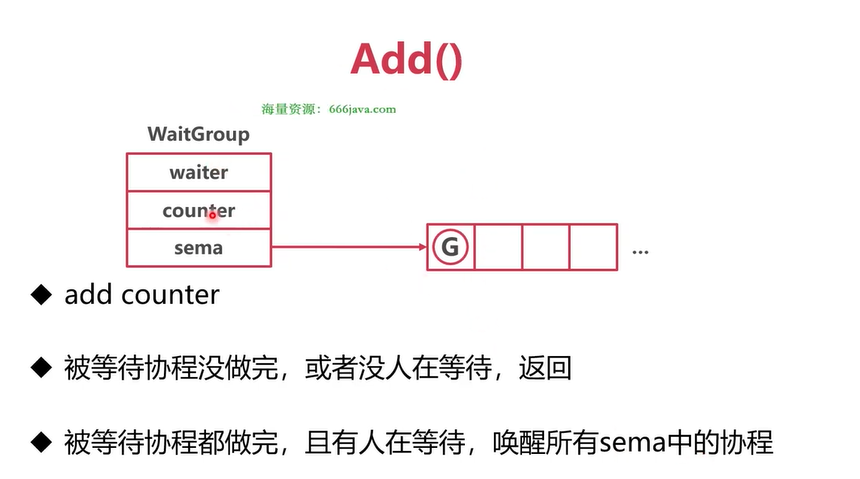 Add()
海量资源：666java.com
WaitGroup
waiter
counter
sema
G
...
◆ add counter
◆ 被等待协程没做完，或者没人在等待，返回
◆ 被等待协程都做完，且有人在等待，唤醒所有sema中的协程